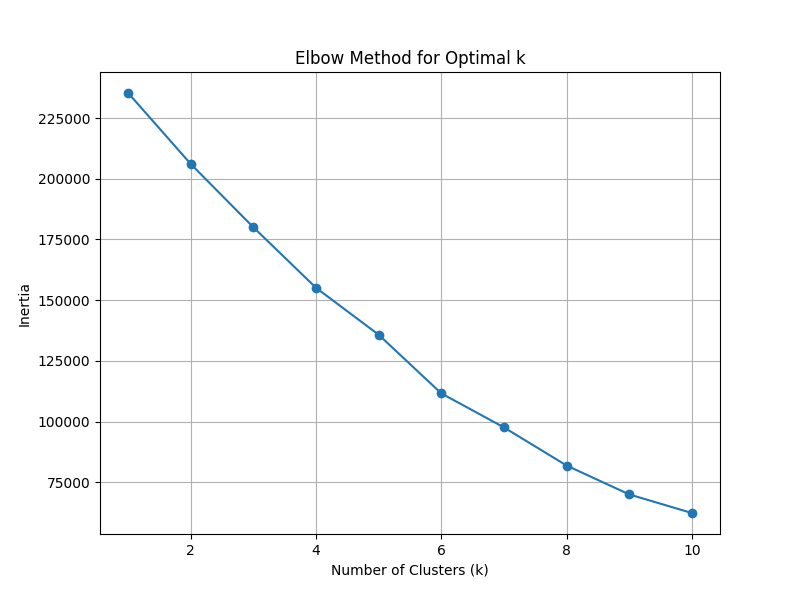 Elbow Method for Optimal k
225000
200000
175000
150000
125000
100000
75000
Inertia
2 4 6 8 10
Number of Clusters (k)